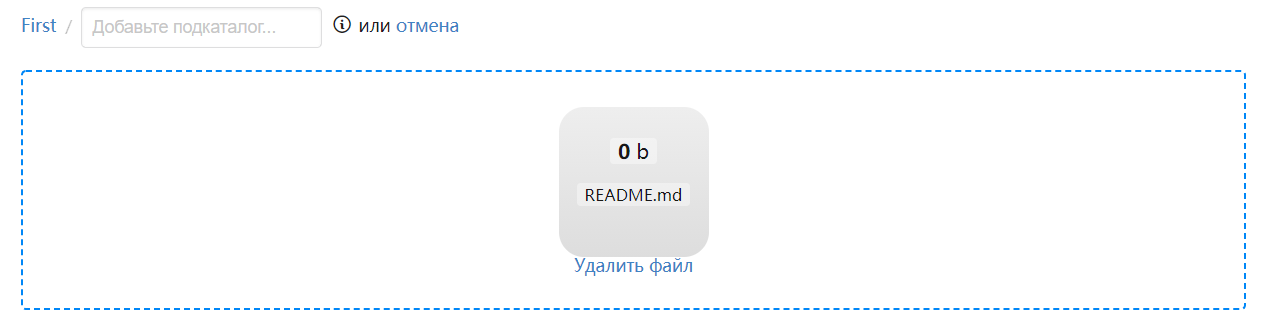 First / Добавьте подкаталог... или отмена
0 b
README.md
Удалить файл